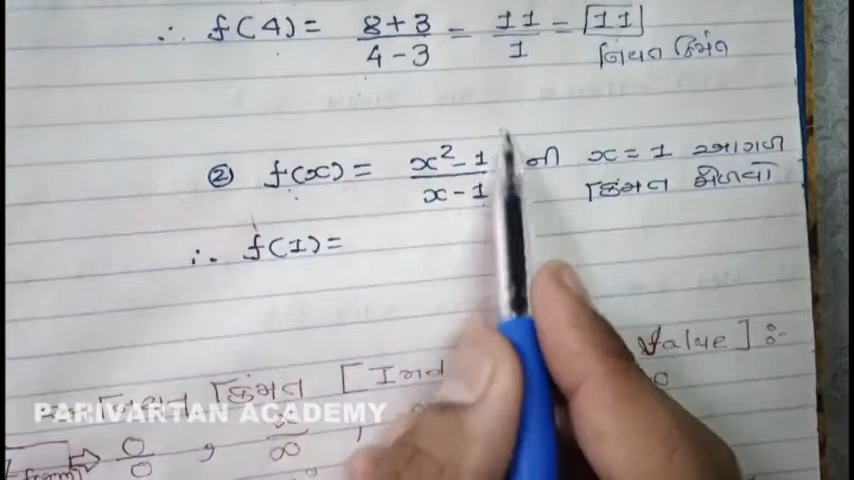 ∴ f(4) = 8+3 / 4-3 = 11 / 1 = 11
નિયત કિંમત
② f(x) = x²-1 / x-1 ની x = 1 આગળ
કિંમત મેળવો
∴ f(1) =
નિયત કિંમત [ Value ] :-
0/0 , ∞ ,
PARIVARTAN ACADEMY